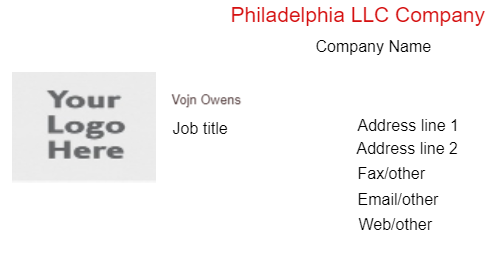 Philadelphia LLC Company
Company Name
Your
Logo
Here
Vojn Owens
Job title
Address line 1
Address line 2
Fax/other
Email/other
Web/other